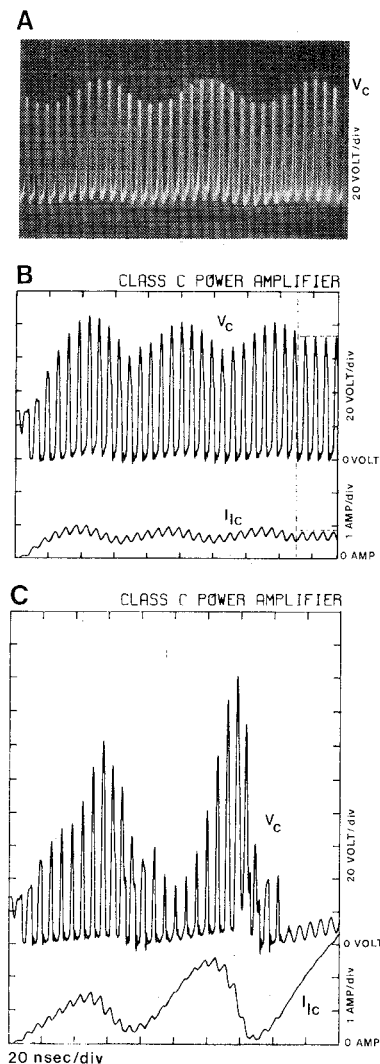 A
V_c
20 VOLT/div
B
CLASS C PØWER AMPLIFIER
V_c
20 VOLT/div
0 VOLT
I_lc
1 AMP/div
0 AMP
C
CLASS C PØWER AMPLIFIER
V_c
20 VOLT/div
0 VOLT
1 AMP/div
I_lc
0 AMP
20 nsec/div